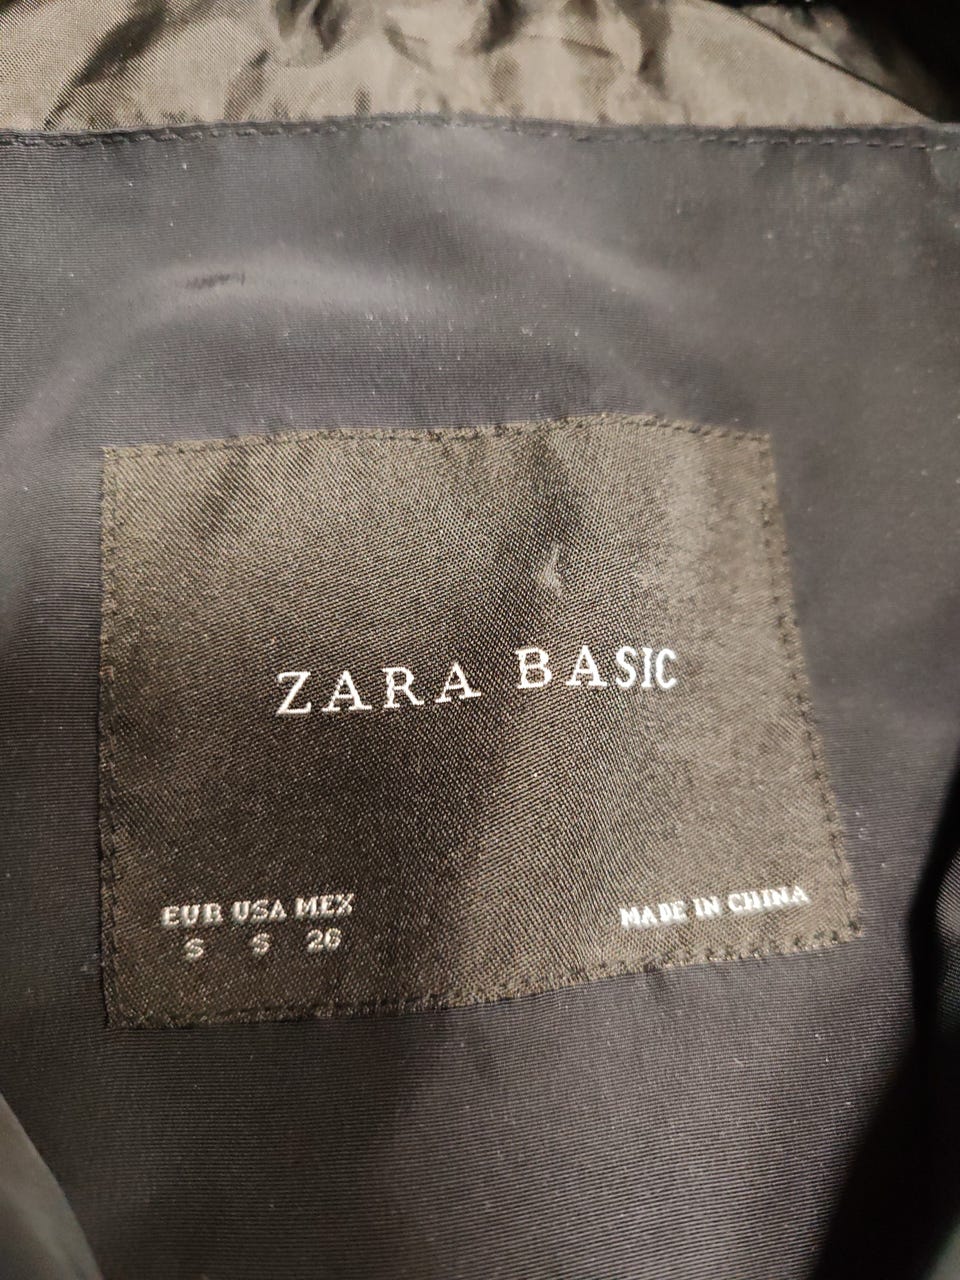 ZARA BASIC
EUR USA MEX
S S 26
MADE IN CHINA